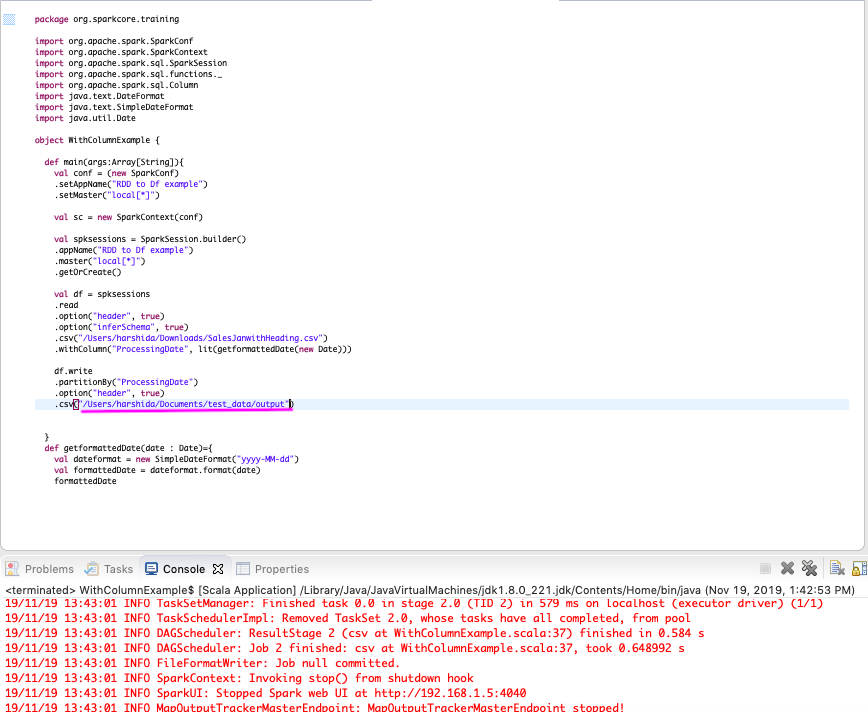 package org.sparkcore.training
import org.apache.spark.SparkConf
import org.apache.spark.SparkContext
import org.apache.spark.sql.SparkSession
import org.apache.spark.sql.functions._
import org.apache.spark.sql.Column
import java.text.DateFormat
import java.text.SimpleDateFormat
import java.util.Date
object WithColumnExample {
def main(args:Array[String]){
val conf = (new SparkConf)
.setAppName("RDD to Df example")
.setMaster("local[*]")
val sc = new SparkContext(conf)
val spksessions = SparkSession.builder()
.appName("RDD to Df example")
.master("local[*]")
.getOrCreate()
val df = spksessions
.read
.option("header", true)
.option("inferSchema", true)
.csv("/Users/harshida/Downloads/SalesJanwithHeading.csv")
.withColumn("ProcessingDate", lit(getformattedDate(new Date)))
df.write
.partitionBy("ProcessingDate")
.option("header", true)
.csv("/Users/harshida/Documents/test_data/output")
}
def getformattedDate(date : Date)={
val dateformat = new SimpleDateFormat("yyyy-MM-dd")
val formattedDate = dateformat.format(date)
formattedDate
Problems Tasks Console Properties
<terminated> WithColumnExample$ [Scala Application] /Library/Java/JavaVirtualMachines/jdk1.8.0_221.jdk/Contents/Home/bin/java (Nov 19, 2019, 1:42:53 PM)
19/11/19 13:43:01 INFO TaskSetManager: Finished task 0.0 in stage 2.0 (TID 2) in 579 ms on localhost (executor driver) (1/1)
19/11/19 13:43:01 INFO TaskSchedulerImpl: Removed TaskSet 2.0, whose tasks have all completed, from pool
19/11/19 13:43:01 INFO DAGScheduler: ResultStage 2 (csv at WithColumnExample.scala:37) finished in 0.584 s
19/11/19 13:43:01 INFO DAGScheduler: Job 2 finished: csv at WithColumnExample.scala:37, took 0.648992 s
19/11/19 13:43:01 INFO FileFormatWriter: Job null committed.
19/11/19 13:43:01 INFO SparkContext: Invoking stop() from shutdown hook
19/11/19 13:43:01 INFO SparkUI: Stopped Spark web UI at http://192.168.1.5:4040
19/11/19 13:43:01 INFO MapOutputTrackerMasterEndpoint: MapOutputTrackerMasterEndpoint stopped!